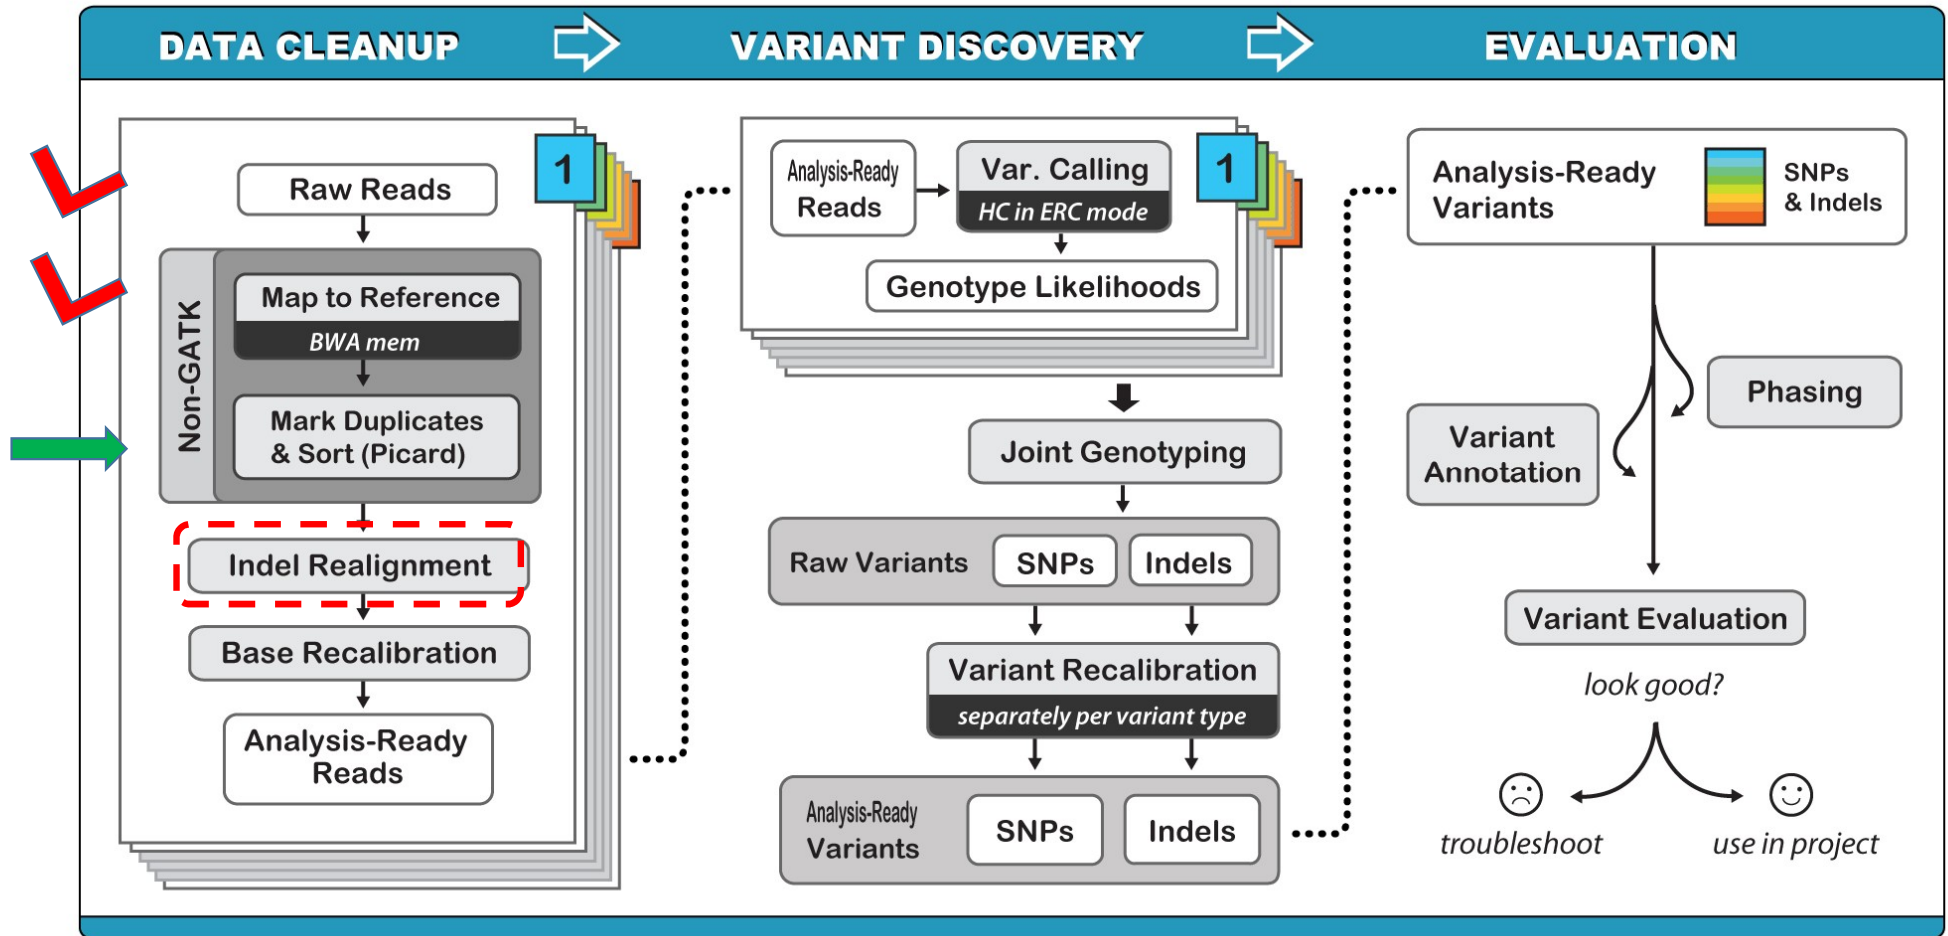 DATA CLEANUP
VARIANT DISCOVERY
EVALUATION
1
Raw Reads
Non-GATK
Map to Reference
BWA mem
Mark Duplicates
& Sort (Picard)
Indel Realignment
Base Recalibration
Analysis-Ready
Reads
1
Analysis-Ready
Reads
Var. Calling
HC in ERC mode
Genotype Likelihoods
Joint Genotyping
Raw Variants
SNPs
Indels
Variant Recalibration
separately per variant type
Analysis-Ready
Variants
SNPs
Indels
Analysis-Ready
Variants
SNPs
& Indels
Phasing
Variant
Annotation
Variant Evaluation
look good?
troubleshoot
use in project